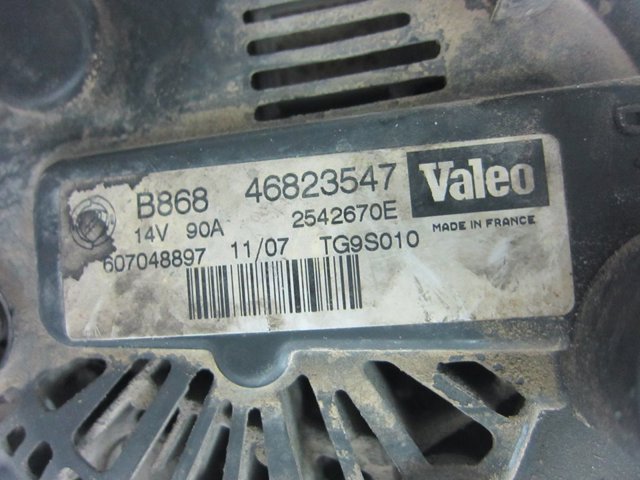 B868 46823547 Valeo
14V 90A 2542670E MADE IN FRANCE
607048897 11/07 TG9S010